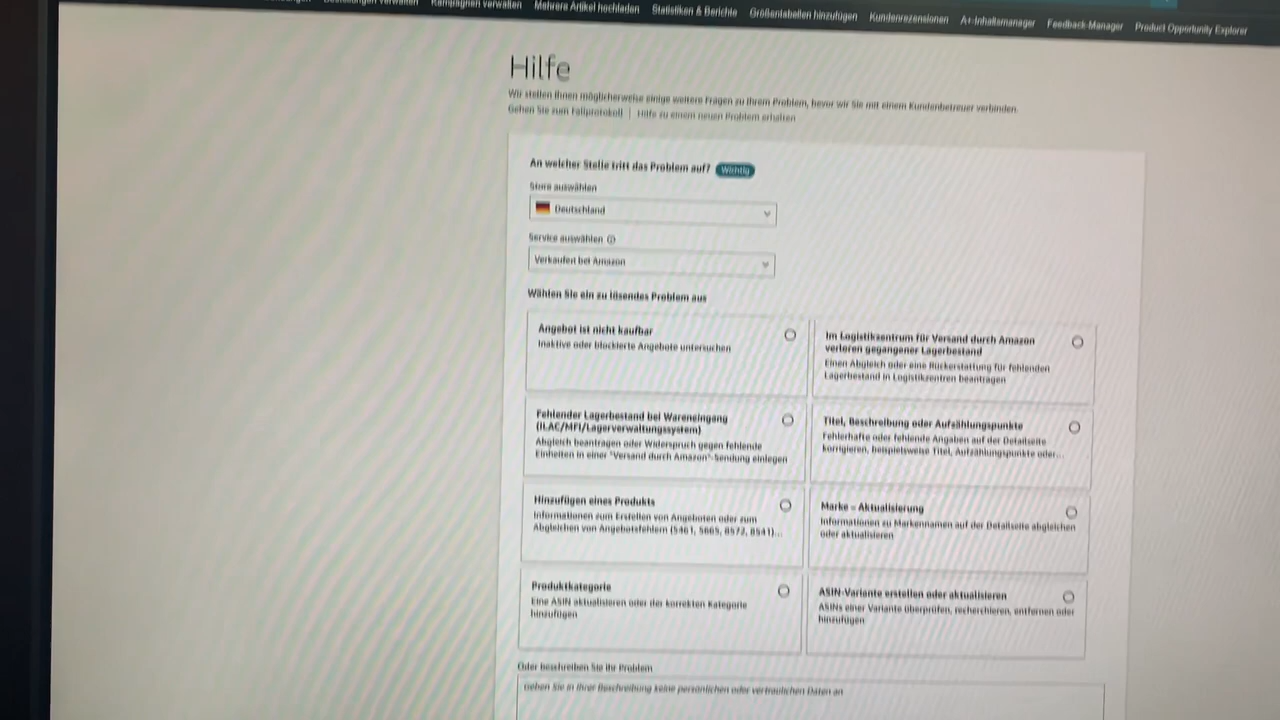 Bestellungen verwalten Kampagnen verwalten Mehrere Artikel hochladen Statistiken & Berichte Größentabellen hinzufügen Kundenrezensionen A+-Inhaltsmanager Feedback-Manager Product Opportunity Explorer
Hilfe
Wir stellen Ihnen möglicherweise einige weitere Fragen zu Ihrem Problem, bevor wir Sie mit einem Kundenbetreuer verbinden.
Gehen Sie zum Fallprotokoll | Hilfe zu einem neuen Problem erhalten
An welcher Stelle tritt das Problem auf? Wichtig
Store auswählen
Deutschland
Service auswählen
Verkaufen bei Amazon
Wählen Sie ein zu lösendes Problem aus
Angebot ist nicht kaufbar
Inaktive oder blockierte Angebote untersuchen
Im Logistikzentrum für Versand durch Amazon
verloren gegangener Lagerbestand
Einen Abgleich oder eine Rückerstattung für fehlenden
Lagerbestand in Logistikzentren beantragen
Fehlender Lagerbestand bei Wareneingang
(ILAC/MFI/Lagerverwaltungssystem)
Abgleich beantragen oder Widerspruch gegen fehlende
Einheiten in einer "Versand durch Amazon"-Sendung einlegen
Titel, Beschreibung oder Aufzählungspunkte
Fehlerhafte oder fehlende Angaben auf der Detailseite
korrigieren, beispielsweise Titel, Aufzählungspunkte oder...
Hinzufügen eines Produkts
Informationen zum Erstellen von Angeboten oder zum
Abgleichen von Angebotsfehlern (5461, 5665, 8572, 8541)...
Marke – Aktualisierung
Informationen zu Markennamen auf der Detailseite abgleichen
oder aktualisieren
Produktkategorie
Eine ASIN aktualisieren oder der korrekten Kategorie
hinzufügen
ASIN-Variante erstellen oder aktualisieren
ASINs einer Variante überprüfen, recherchieren, entfernen oder
hinzufügen
Oder beschreiben Sie Ihr Problem
Geben Sie in Ihrer Beschreibung keine persönlichen oder vertraulichen Daten an